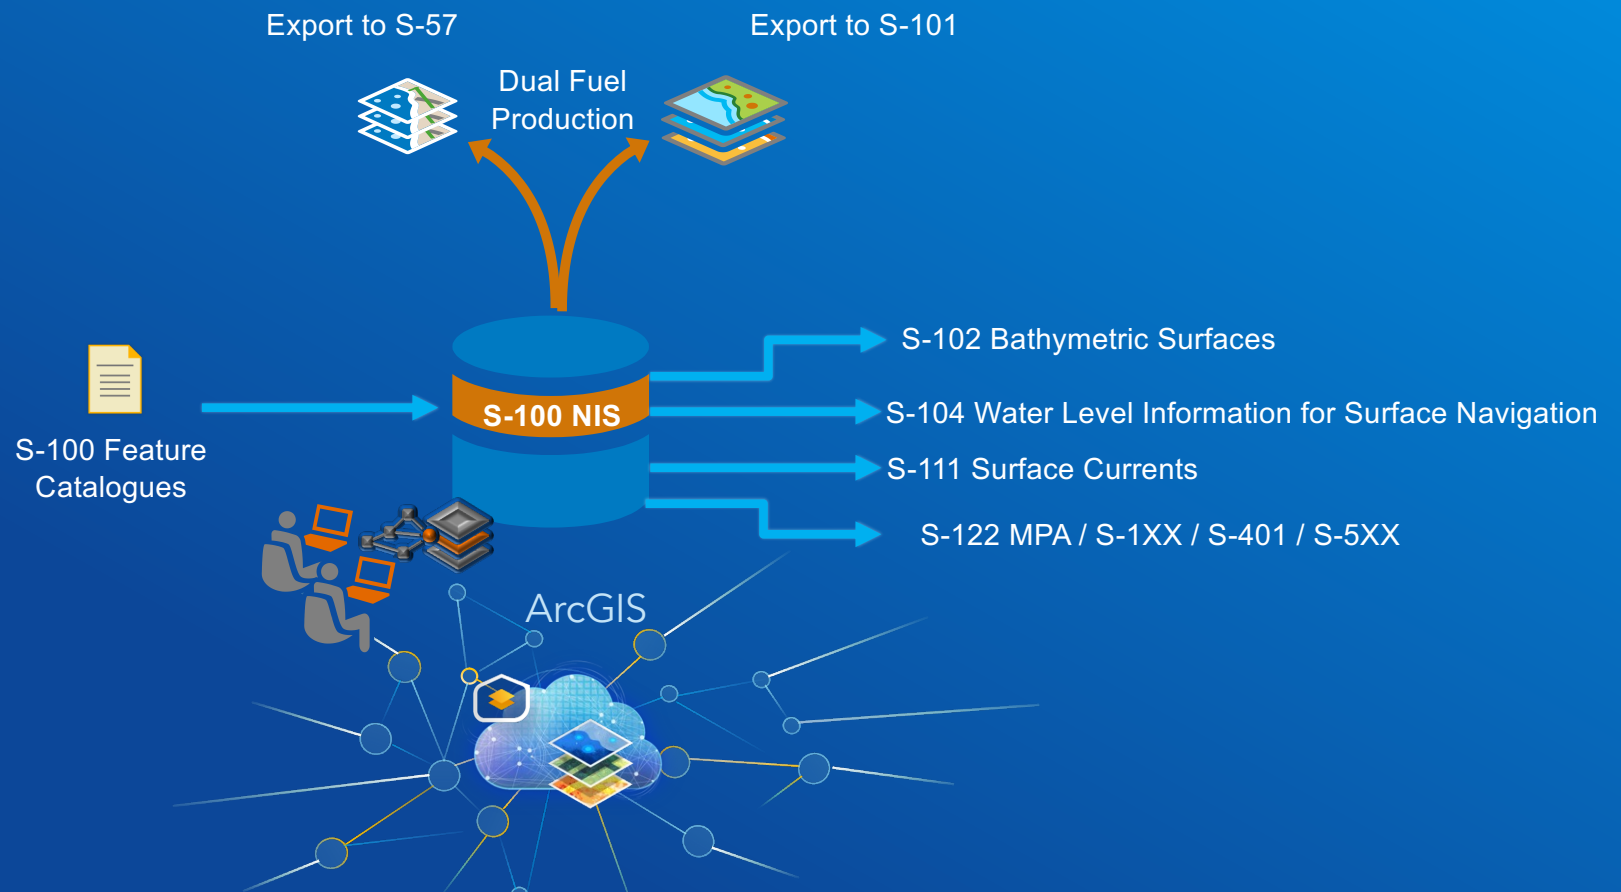 Export to S-57
Export to S-101
Dual Fuel
Production
S-102 Bathymetric Surfaces
S-100 NIS
S-104 Water Level Information for Surface Navigation
S-100 Feature
Catalogues
S-111 Surface Currents
S-122 MPA / S-1XX / S-401 / S-5XX
ArcGIS